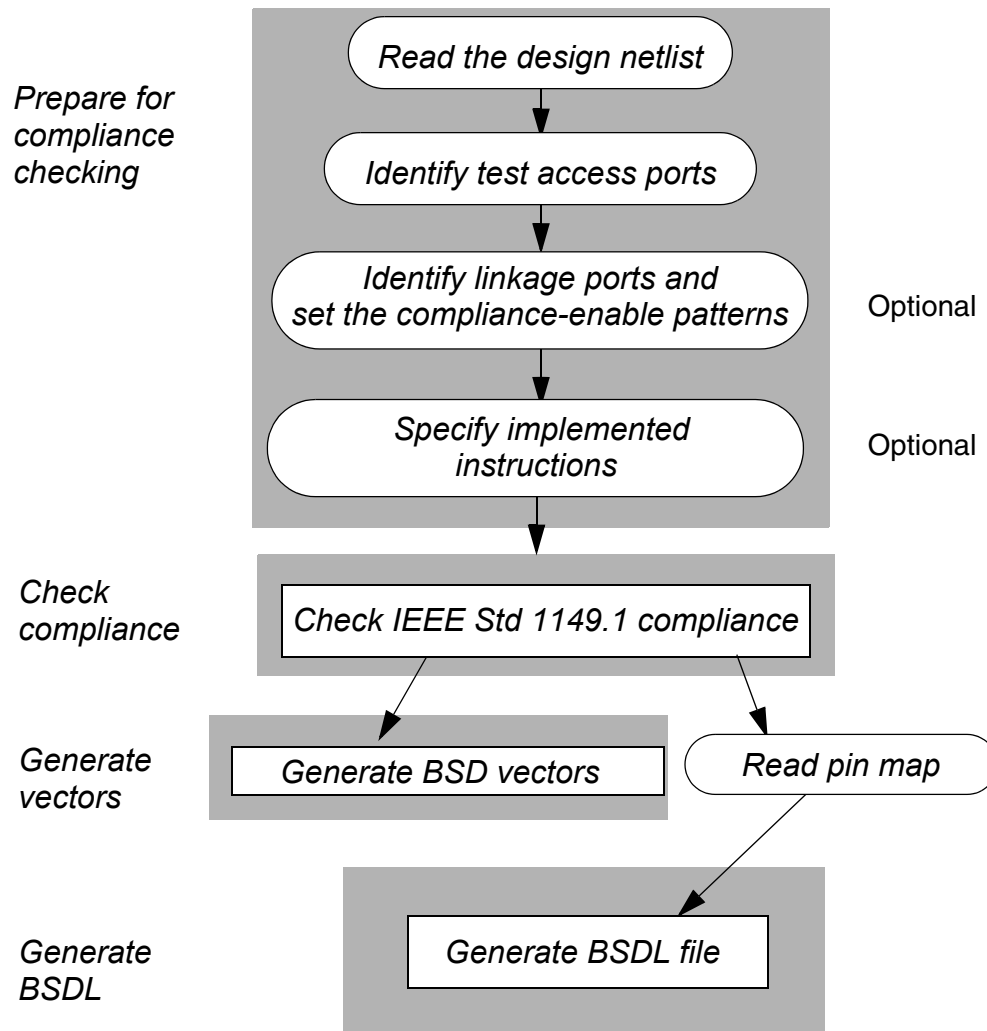 Read the design netlist
Prepare for
compliance
checking
Identify test access ports
Identify linkage ports and
set the compliance-enable patterns
Optional
Specify implemented
instructions
Optional
Check
compliance
Check IEEE Std 1149.1 compliance
Generate
vectors
Generate BSD vectors
Read pin map
Generate
BSDL
Generate BSDL file